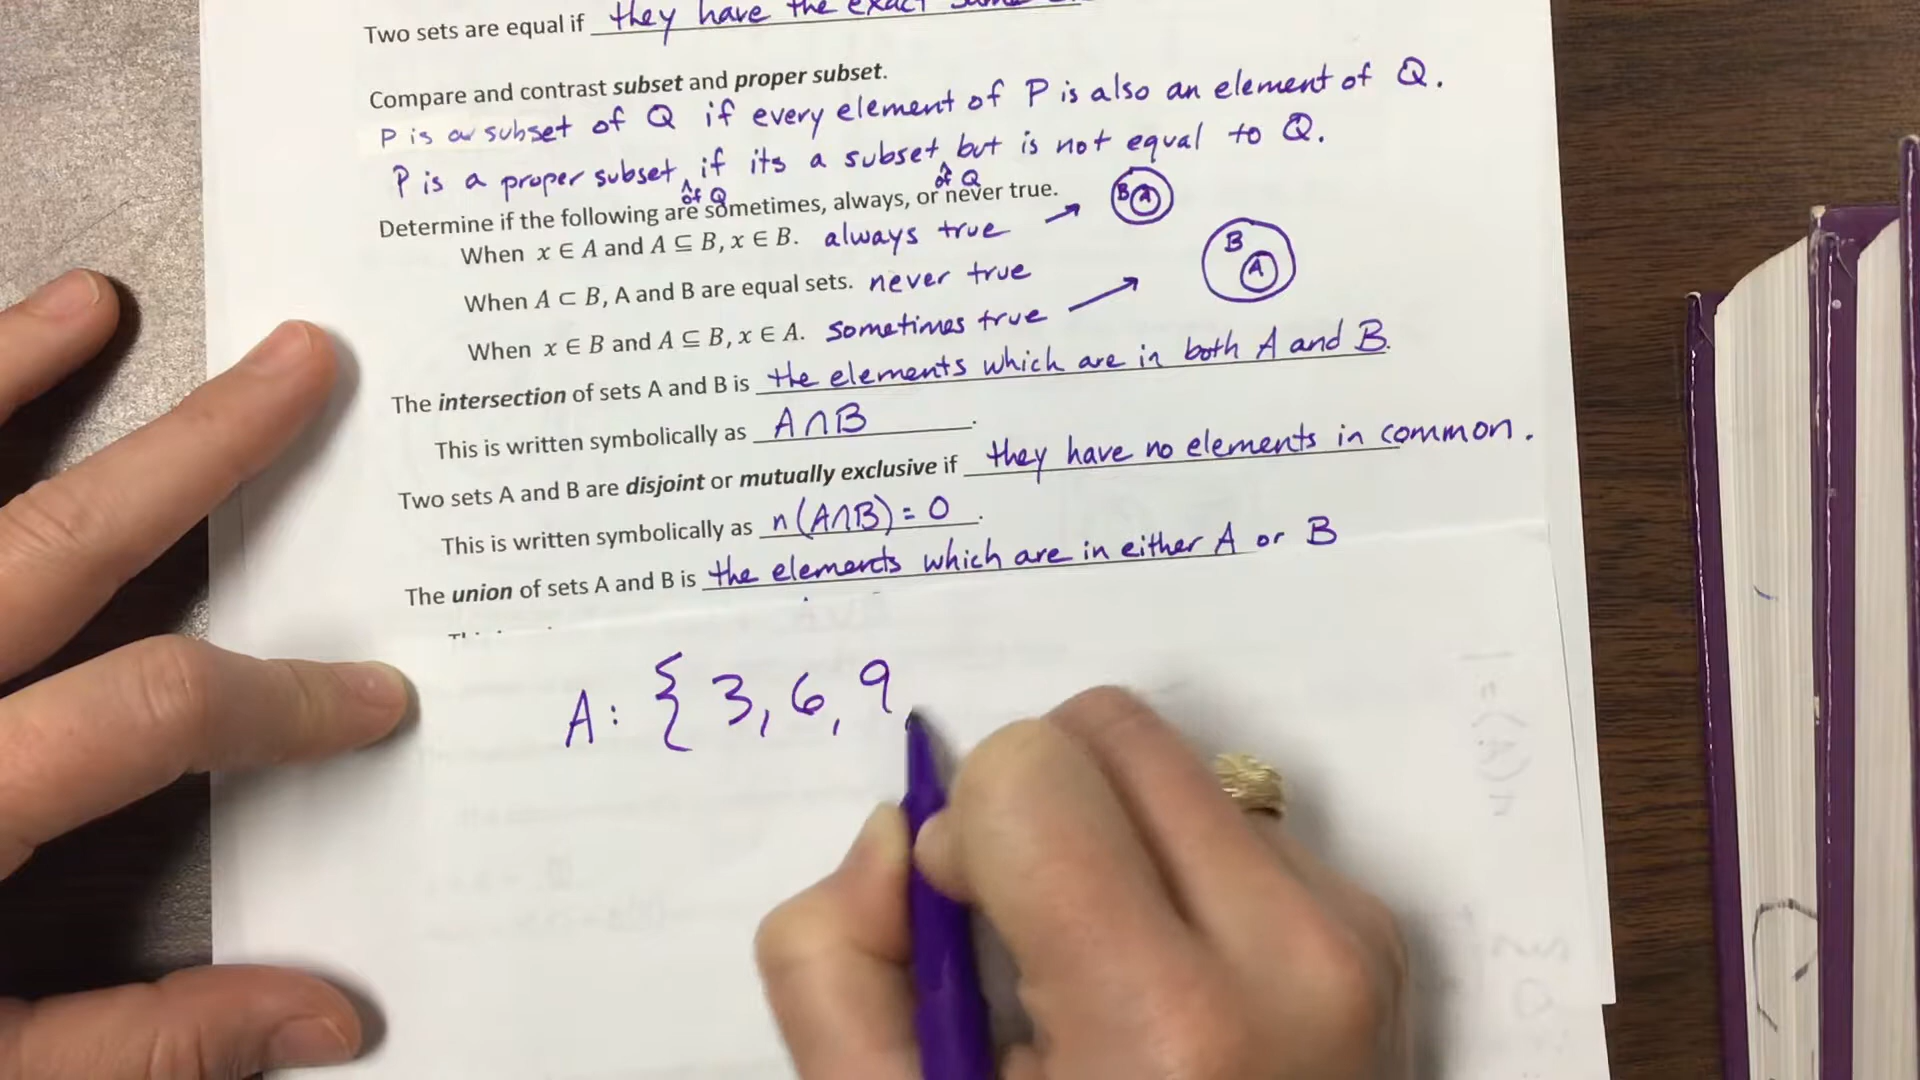 Two sets are equal if they have the exact same
Compare and contrast subset and proper subset.
P is a subset of Q if every element of P is also an element of Q.
P is a proper subset of Q if its a subset of Q but is not equal to Q.
Determine if the following are sometimes, always, or never true.
When x ∈ A and A ⊆ B, x ∈ B. always true → B A
When A ⊂ B, A and B are equal sets. never true
When x ∈ B and A ⊆ B, x ∈ A. sometimes true → B A
The intersection of sets A and B is the elements which are in both A and B.
This is written symbolically as A∩B.
Two sets A and B are disjoint or mutually exclusive if they have no elements in common.
This is written symbolically as n(A∩B) = 0.
The union of sets A and B is the elements which are in either A or B
A: { 3, 6, 9,